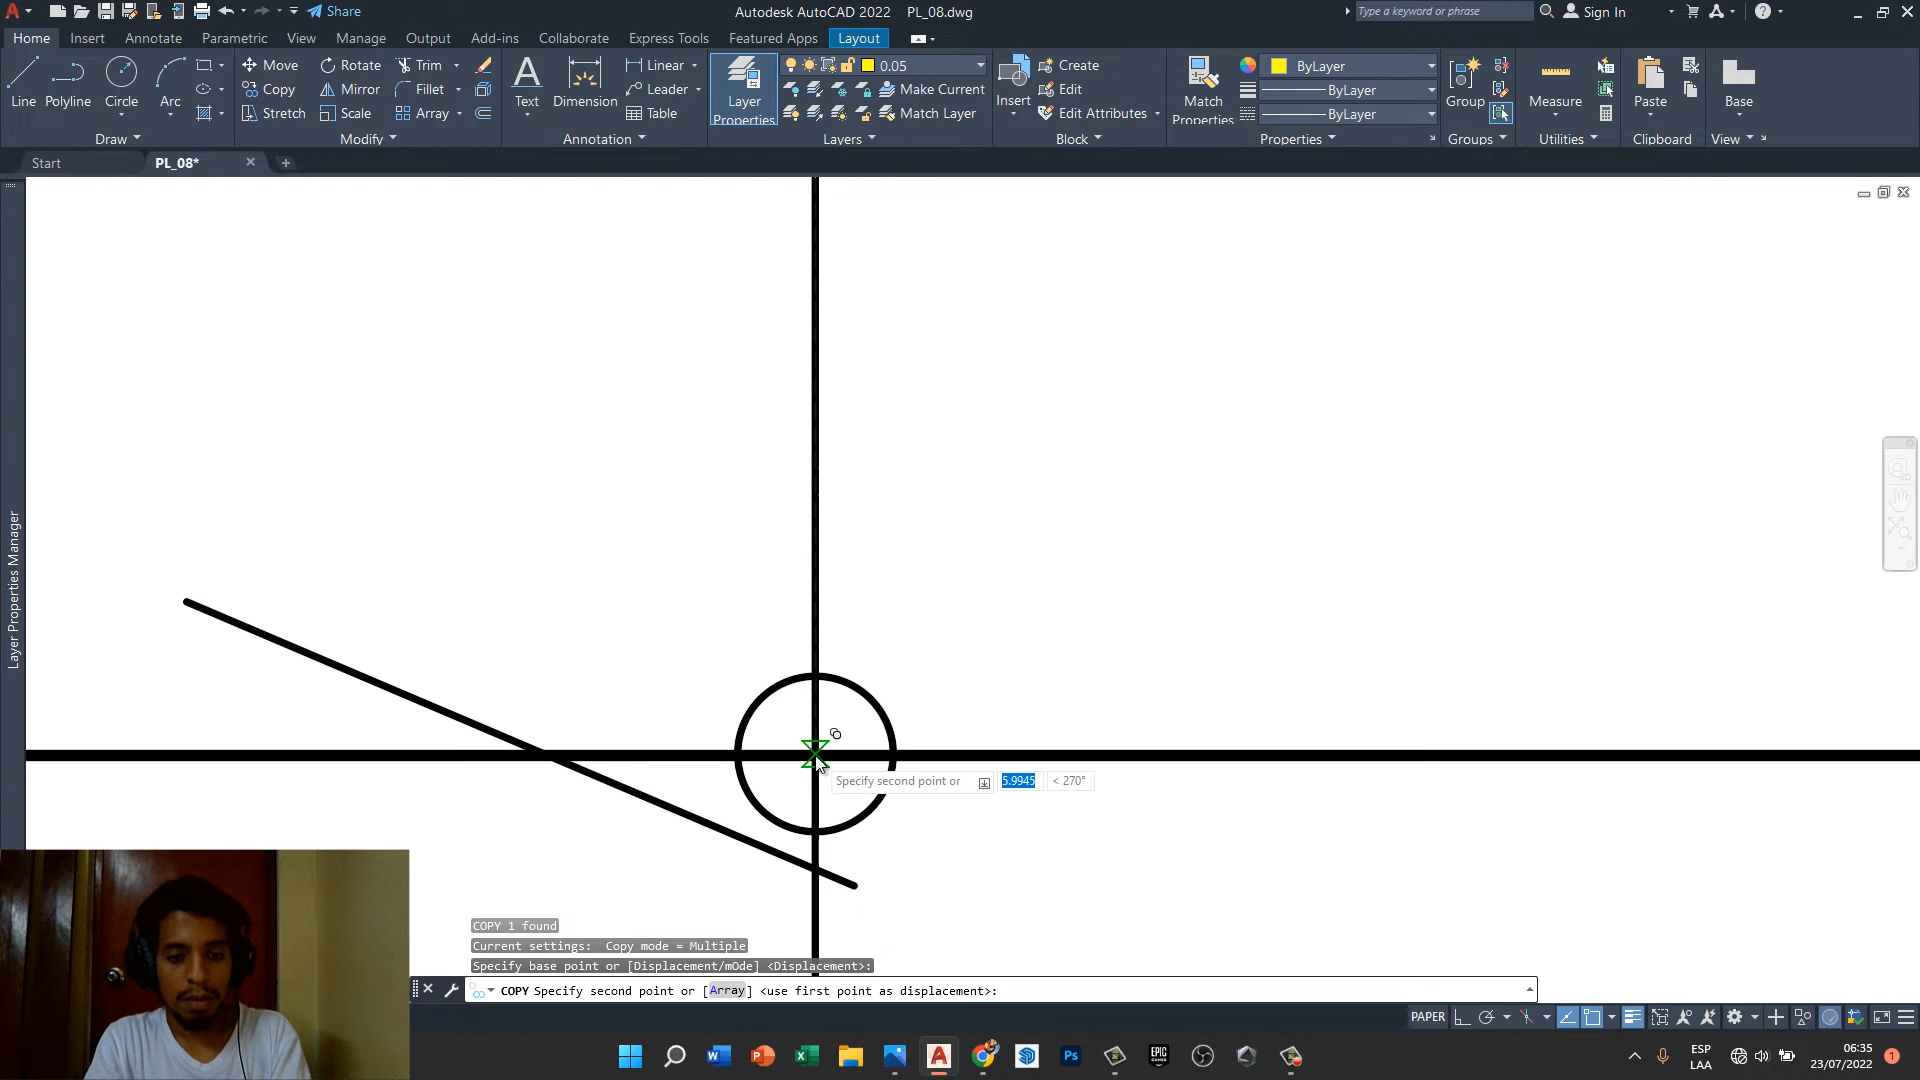 Share
Autodesk AutoCAD 2022 PL_08.dwg
Type a keyword or phrase
Sign In
Home Insert Annotate Parametric View Manage Output Add-ins Collaborate Express Tools Featured Apps Layout
Move Rotate Trim Linear 0.05 Create ByLayer
Copy Mirror Fillet Leader Make Current Edit ByLayer
Line Polyline Circle Arc Text Dimension Layer Properties Insert Match Properties Group Measure Paste Base
Stretch Scale Array Table Match Layer Edit Attributes ByLayer
Draw Modify Annotation Layers Block Properties Groups Utilities Clipboard View
Start PL_08*
Layer Properties Manager
Specify second point or 5.9945 < 270°
COPY 1 found
Current settings: Copy mode = Multiple
Specify base point or [Displacement/mOde] <Displacement>:
COPY Specify second point or [Array] <use first point as displacement>:
PAPER
ESP
LAA
06:35
23/07/2022
1